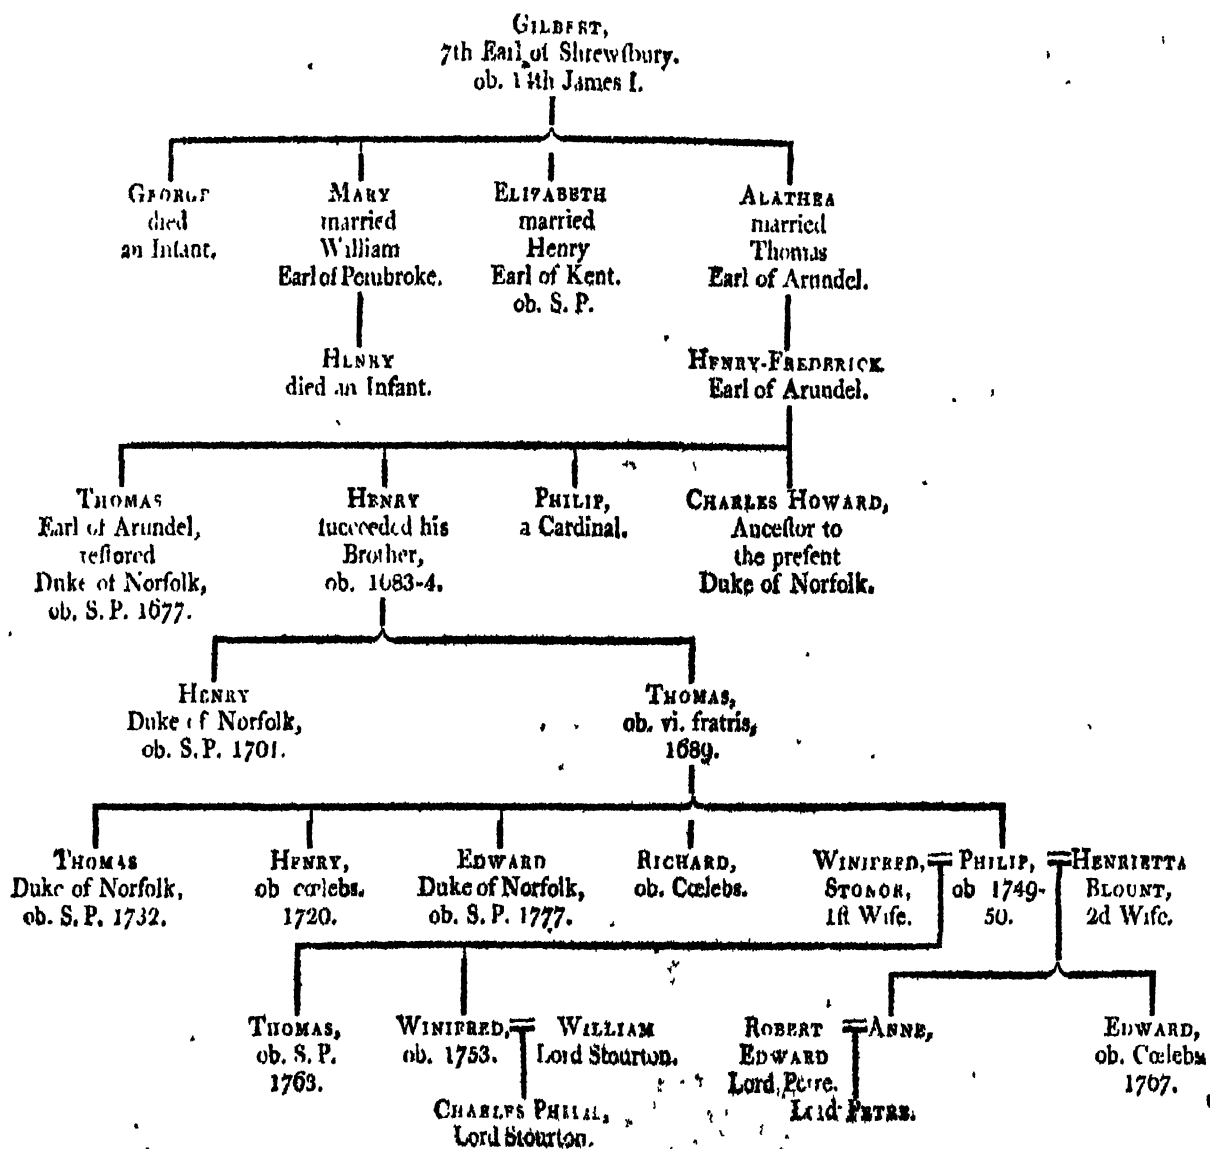 GILBERT,
7th Earl of Shrewſbury.
ob. 14th James I.
GEORGE
died
an Infant.
MARY
married
William
Earl of Pembroke.
ELIZABETH
married
Henry
Earl of Kent.
ob. S. P.
ALATHEA
married
Thomas
Earl of Arundel.
HENRY
died an Infant.
HENRY-FREDERICK
Earl of Arundel.
THOMAS
Earl of Arundel,
reſtored
Duke of Norfolk,
ob. S. P. 1677.
HENRY
ſucceeded his
Brother,
ob. 1683-4.
PHILIP,
a Cardinal.
CHARLES HOWARD,
Anceſtor to
the preſent
Duke of Norfolk.
HENRY
Duke of Norfolk,
ob. S. P. 1701.
THOMAS,
ob. vi. fratris,
1689.
THOMAS
Duke of Norfolk,
ob. S. P. 1732.
HENRY,
ob cœlebs.
1720.
EDWARD
Duke of Norfolk,
ob. S. P. 1777.
RICHARD,
ob. Cœlebs.
WINIFRED,
STONOR,
1ſt Wife.
PHILIP,
ob 1749-
50.
HENRIETTA
BLOUNT,
2d Wife.
THOMAS,
ob. S. P.
1763.
WINIFRED,
ob. 1753.
WILLIAM
Lord Stourton.
ROBERT
EDWARD
Lord Petre.
ANNE,
EDWARD,
ob. Cœlebs
1767.
CHARLES PHILIP,
Lord Stourton.
Lord PETRE.